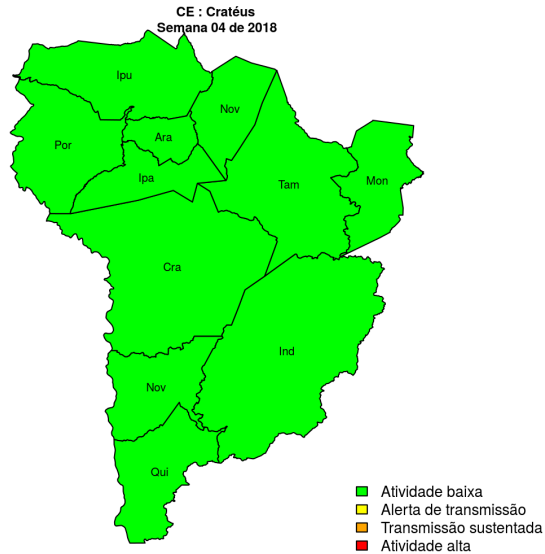 CE : Cratéus
Semana 04 de 2018
Ipu
Nov
Por
Ara
Ipa
Tam
Mon
Cra
Ind
Nov
Qui
Atividade baixa
Alerta de transmissão
Transmissão sustentada
Atividade alta